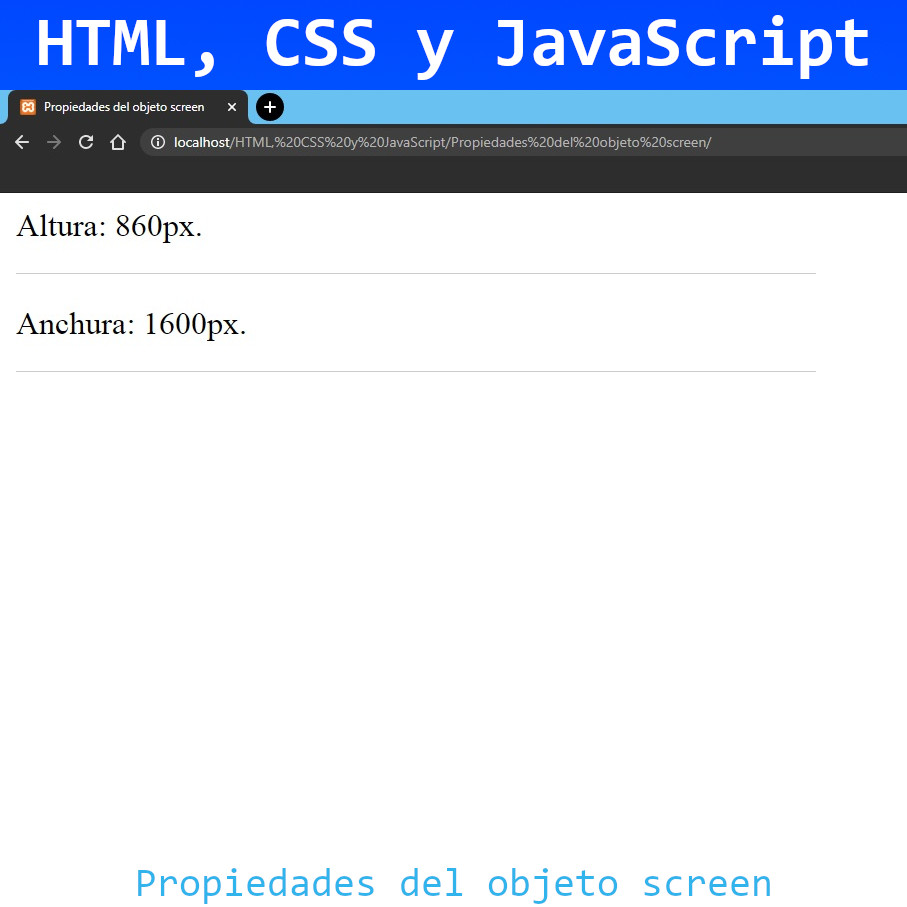 HTML, CSS y JavaScript
Propiedades del objeto screen
localhost/HTML,%20CSS%20y%20JavaScript/Propiedades%20del%20objeto%20screen/
Altura: 860px.
Anchura: 1600px.
Propiedades del objeto screen